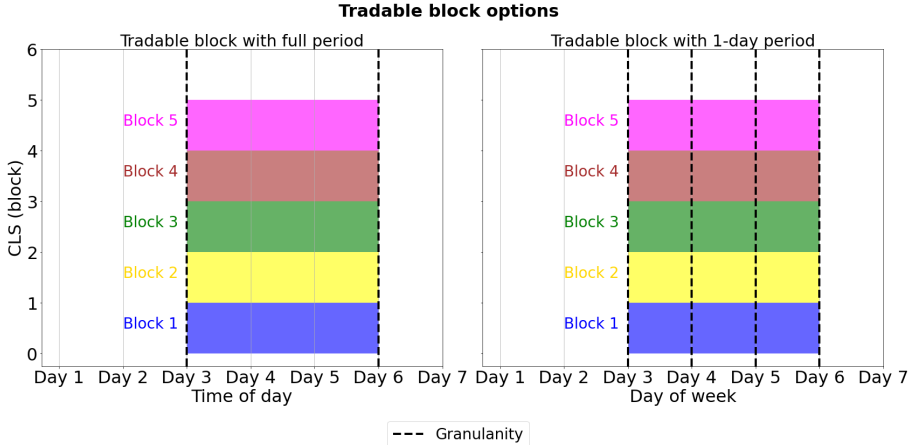 Tradable block options
Tradable block with full period
Tradable block with 1-day period
CLS (block)
6
5
4
3
2
1
0
Block 5
Block 4
Block 3
Block 2
Block 1
Day 1 Day 2 Day 3 Day 4 Day 5 Day 6 Day 7
Time of day
Block 5
Block 4
Block 3
Block 2
Block 1
Day 1 Day 2 Day 3 Day 4 Day 5 Day 6 Day 7
Day of week
Granulanity